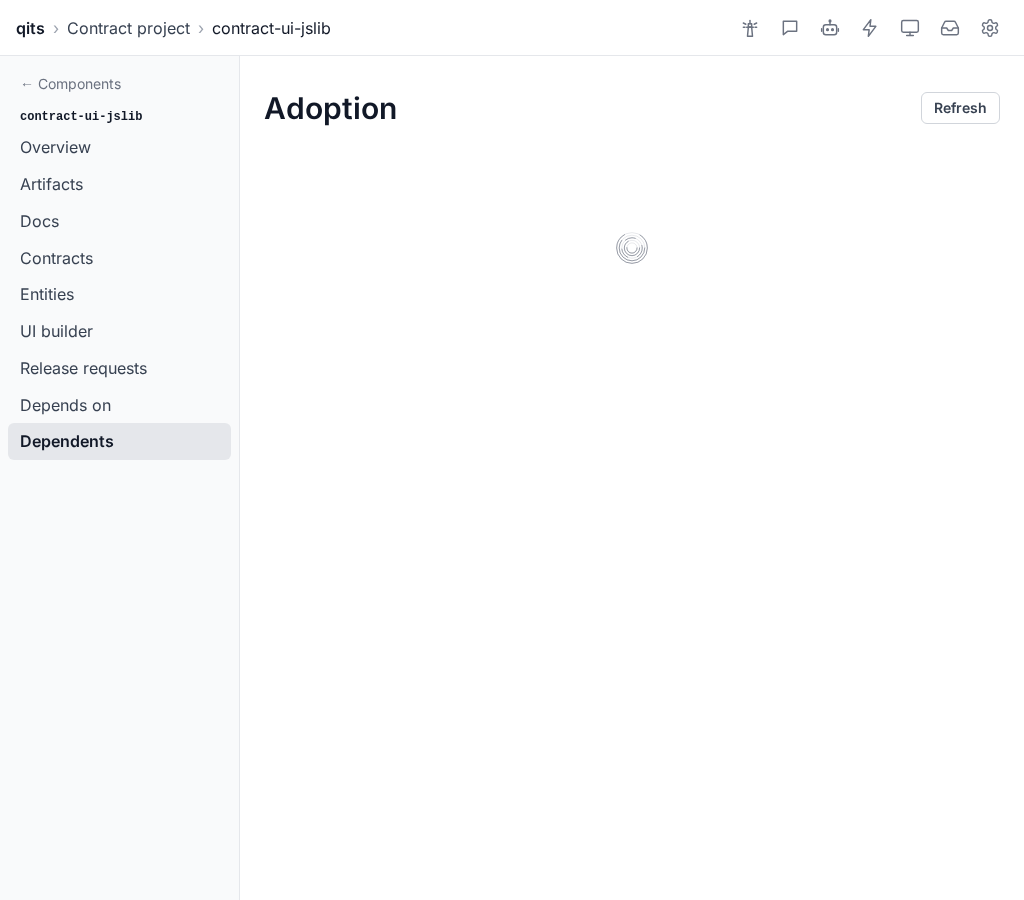 qits › Contract project › contract-ui-jslib
← Components
contract-ui-jslib
Overview
Artifacts
Docs
Contracts
Entities
UI builder
Release requests
Depends on
Dependents
Adoption
Refresh